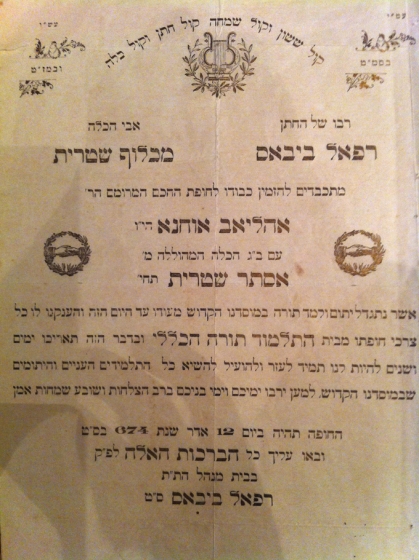 קול ששון וקול שמחה קול חתן וקול כלה
בסמ״ט
ובמז״ט
רבו של החתן
אבי הכלה
רפאל ביבאס
מכלוף שטרית
מתכבדים להזמין כבודו לחופת החכם המרומם הר׳
אהליאב אוחנא הי״ו
עם ב״ג הכלה המהוללה מ׳
אסתר שטרית תחי׳
אשר נתגדל יתום ולמד תורה במוסדנו הקדוש מעודו עד היום הזה והענקנו לו כל
צרכי חופתו מבית התלמוד תורה הכללי ובדבר הזה תאריכו ימים
ושנים להיות לנו תמיד לעזר ולהועיל להשיא כל התלמידים העניים והיתומים
שבמוסדנו הקדוש, למען ירבו ימיכם וימי בניכם ברב הצלחות ושובע שמחות אמן
החופה תהיה ביום 12 אדר שנת 674 בס״ט
ובאו עליך כל הברכות האלה לפ״ק
בבית מנהל הת״ת
רפאל ביבאס ס״ט